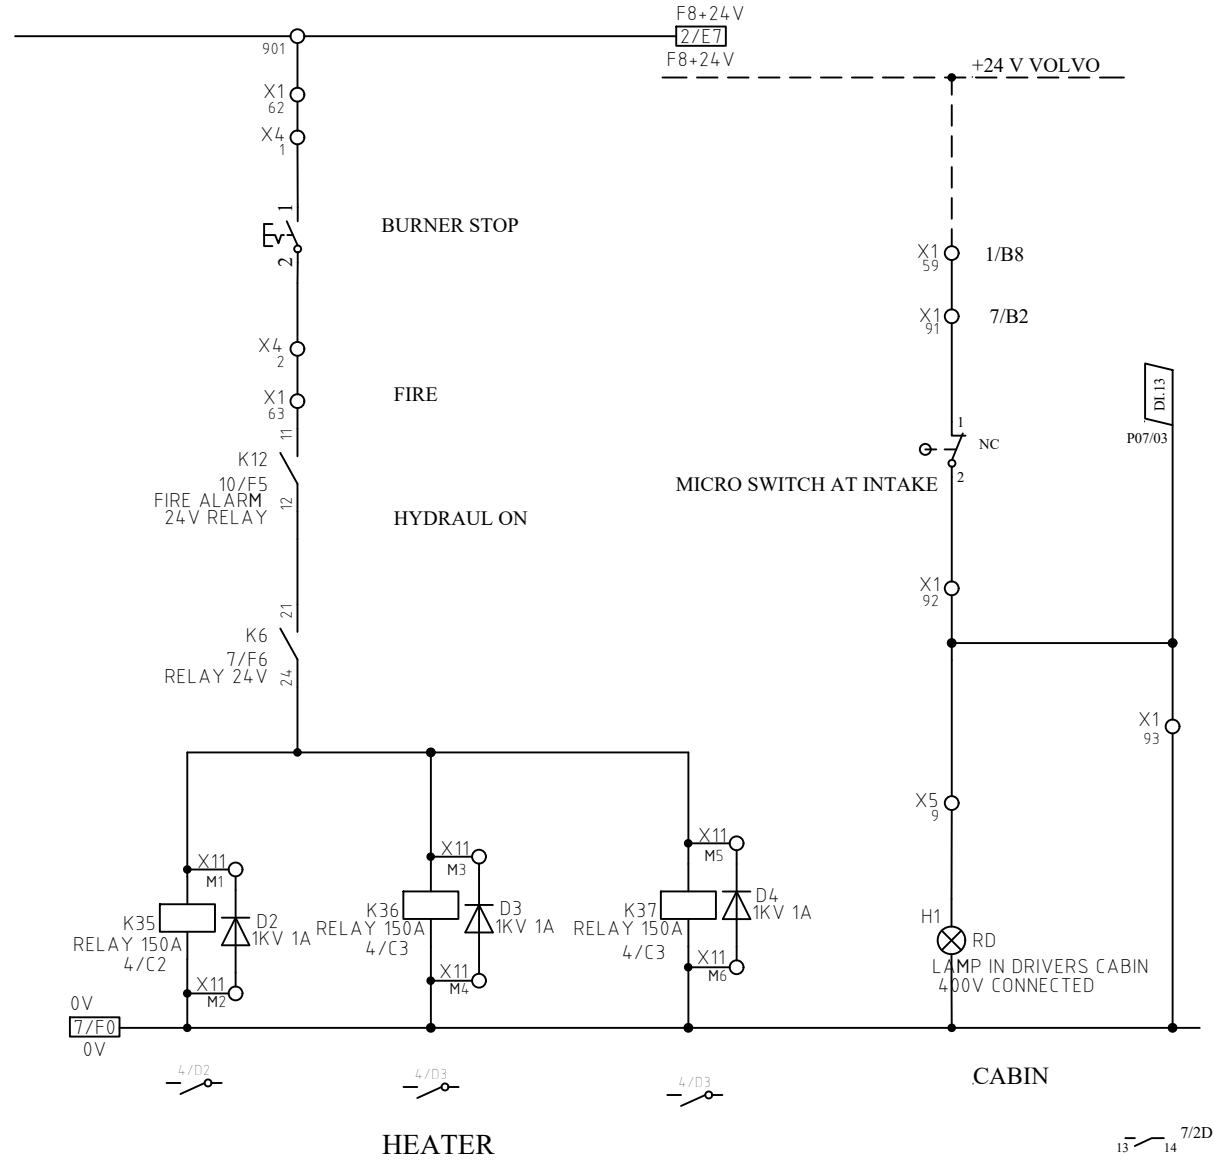 F8+24V
2/E7
F8+24V
901
+24 V VOLVO
X1
62
X4
1
1
BURNER STOP
2
X1
59
1/B8
X1
91
7/B2
X4
2
X1
63
FIRE
DI.13
P07/03
11
K12
10/F5
FIRE ALARM
24V RELAY
12
HYDRAUL ON
1
NC
2
MICRO SWITCH AT INTAKE
X1
92
21
K6
7/F6
RELAY 24V
24
X1
93
X5
9
X11
M1
K35
RELAY 150A
4/C2
D2
1KV 1A
X11
M2
X11
M3
K36
RELAY 150A
4/C3
D3
1KV 1A
X11
M4
X11
M5
K37
RELAY 150A
4/C3
D4
1KV 1A
X11
M6
H1
RD
LAMP IN DRIVERS CABIN
400V CONNECTED
0V
7/F0
0V
4/D2
4/D3
4/D3
CABIN
HEATER
13
14
7/2D